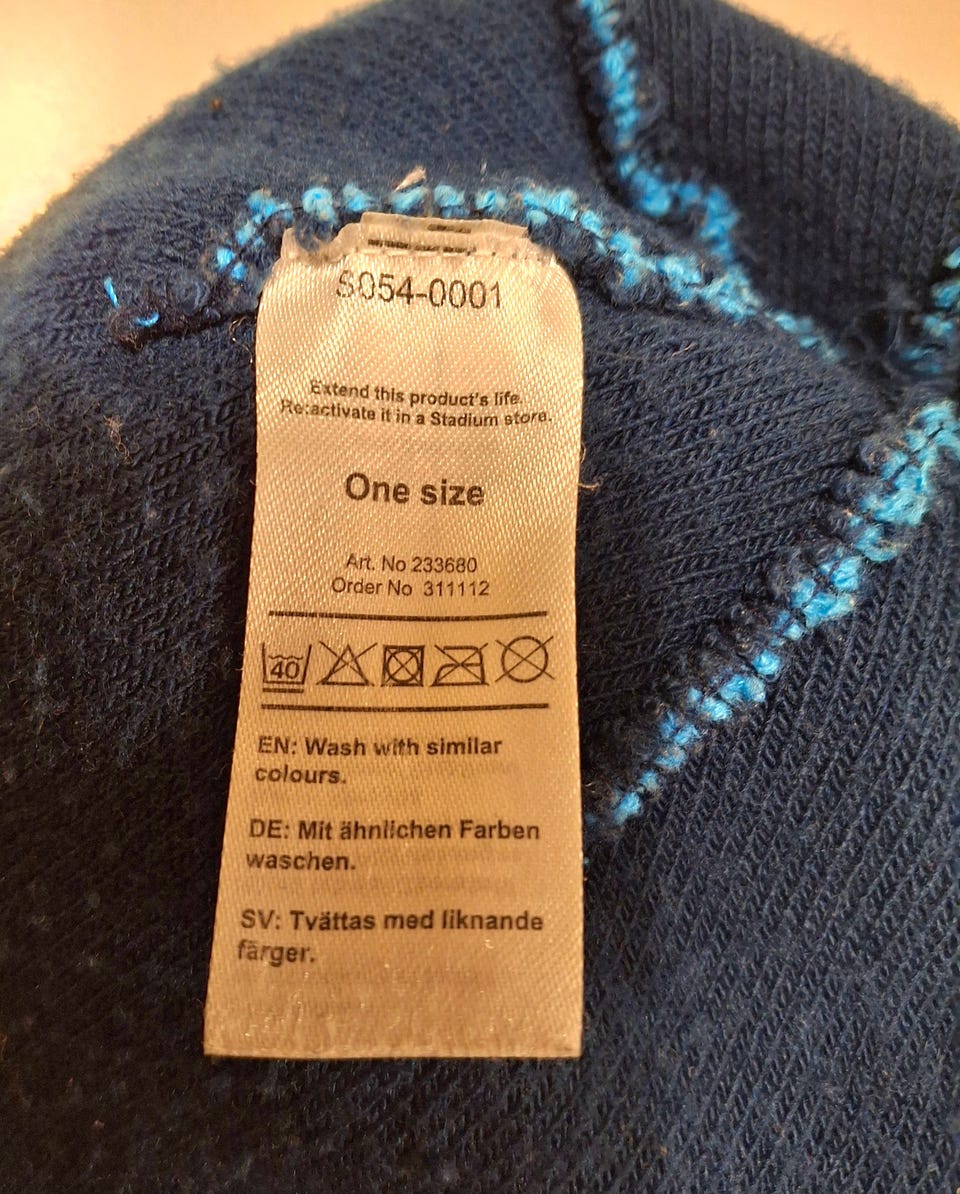 S054-0001
Extend this product's life.
Re:activate it in a Stadium store.
One size
Art. No 233680
Order No 311112
40
EN: Wash with similar
colours.
DE: Mit ähnlichen Farben
waschen.
SV: Tvättas med liknande
färger.